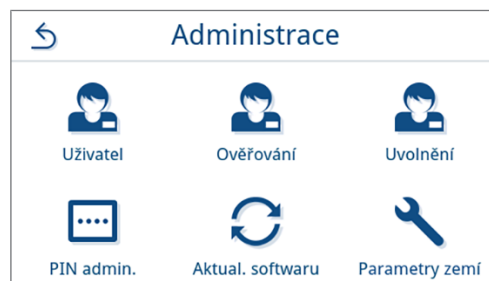 Administrace
Uživatel
Ověřování
Uvolnění
PIN admin.
Aktual. softwaru
Parametry zemí